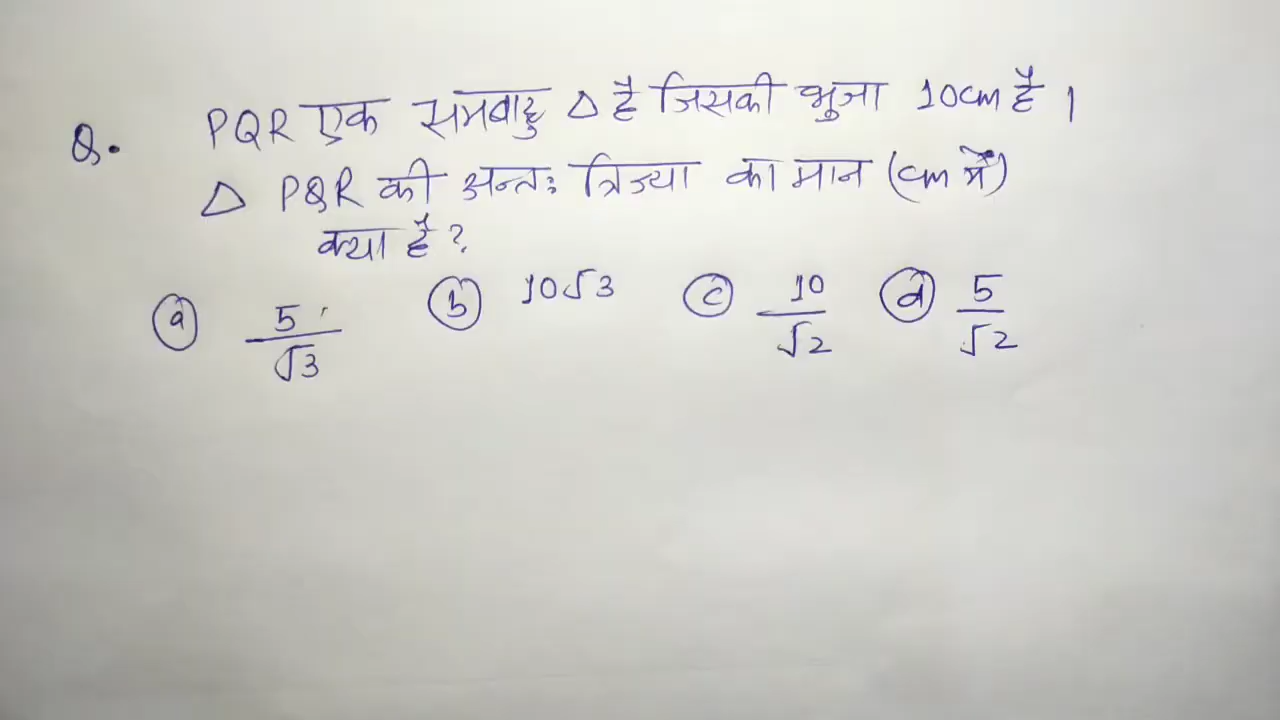 Q. PQR एक समबाहु △ है जिसकी भुजा 10cm है ।
△ PQR की अन्तः त्रिज्या का मान (cm में)
क्या है ?
(a) 5/√3 (b) 10√3 (c) 10/√2 (d) 5/√2